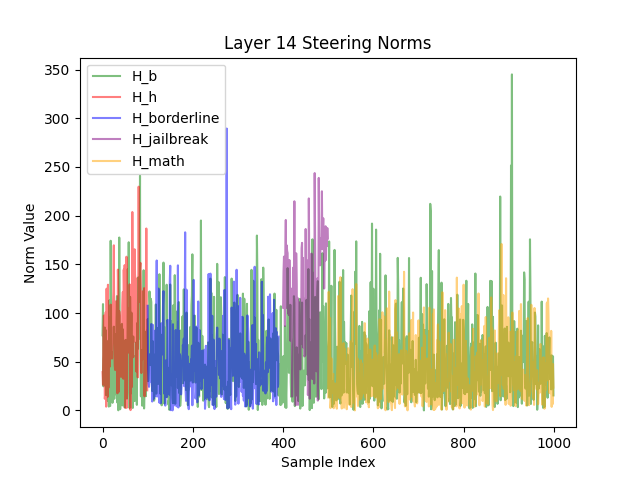 Layer 14 Steering Norms
H_b
H_h
H_borderline
H_jailbreak
H_math
Norm Value
350
300
250
200
150
100
50
0
0 200 400 600 800 1000
Sample Index